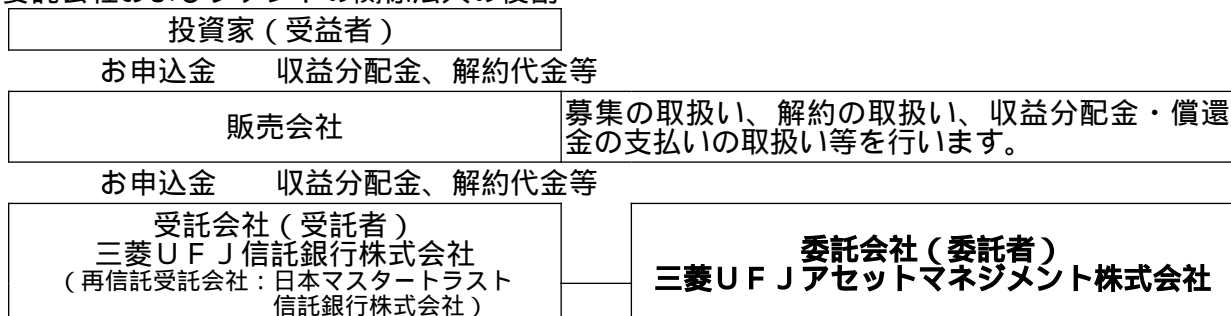 委託会社およびファンドの関係法人の役割
投資家（受益者）
お申込金　　収益分配金、解約代金等
販売会社
募集の取扱い、解約の取扱い、収益分配金・償還
金の支払いの取扱い等を行います。
お申込金　　収益分配金、解約代金等
受託会社（受託者）
三菱ＵＦＪ信託銀行株式会社
（再信託受託会社：日本マスタートラスト
信託銀行株式会社）
委託会社（委託者）
三菱ＵＦＪアセットマネジメント株式会社